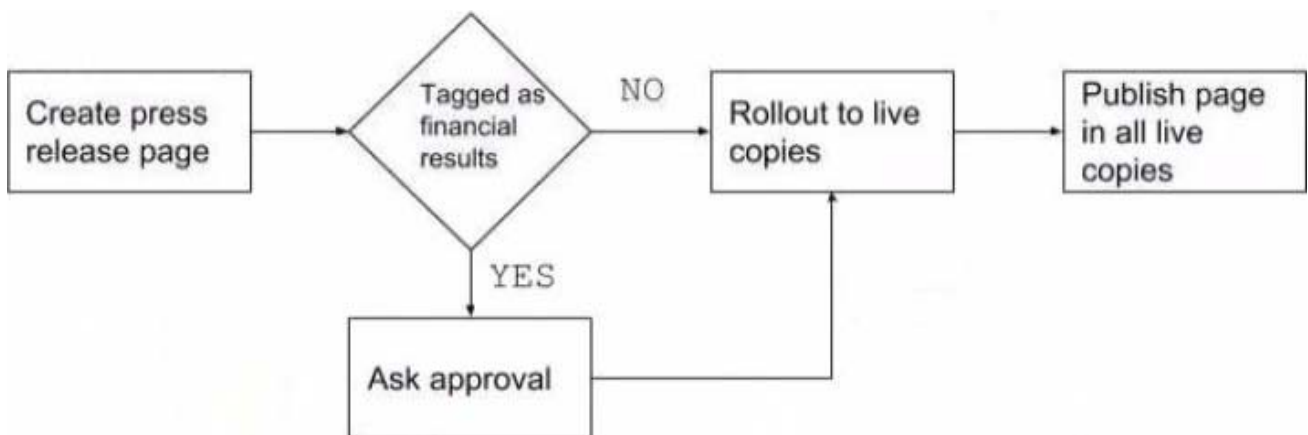 Create press
release page
Tagged as
financial
results
NO
Rollout to live
copies
Publish page
in all live
copies
YES
Ask approval